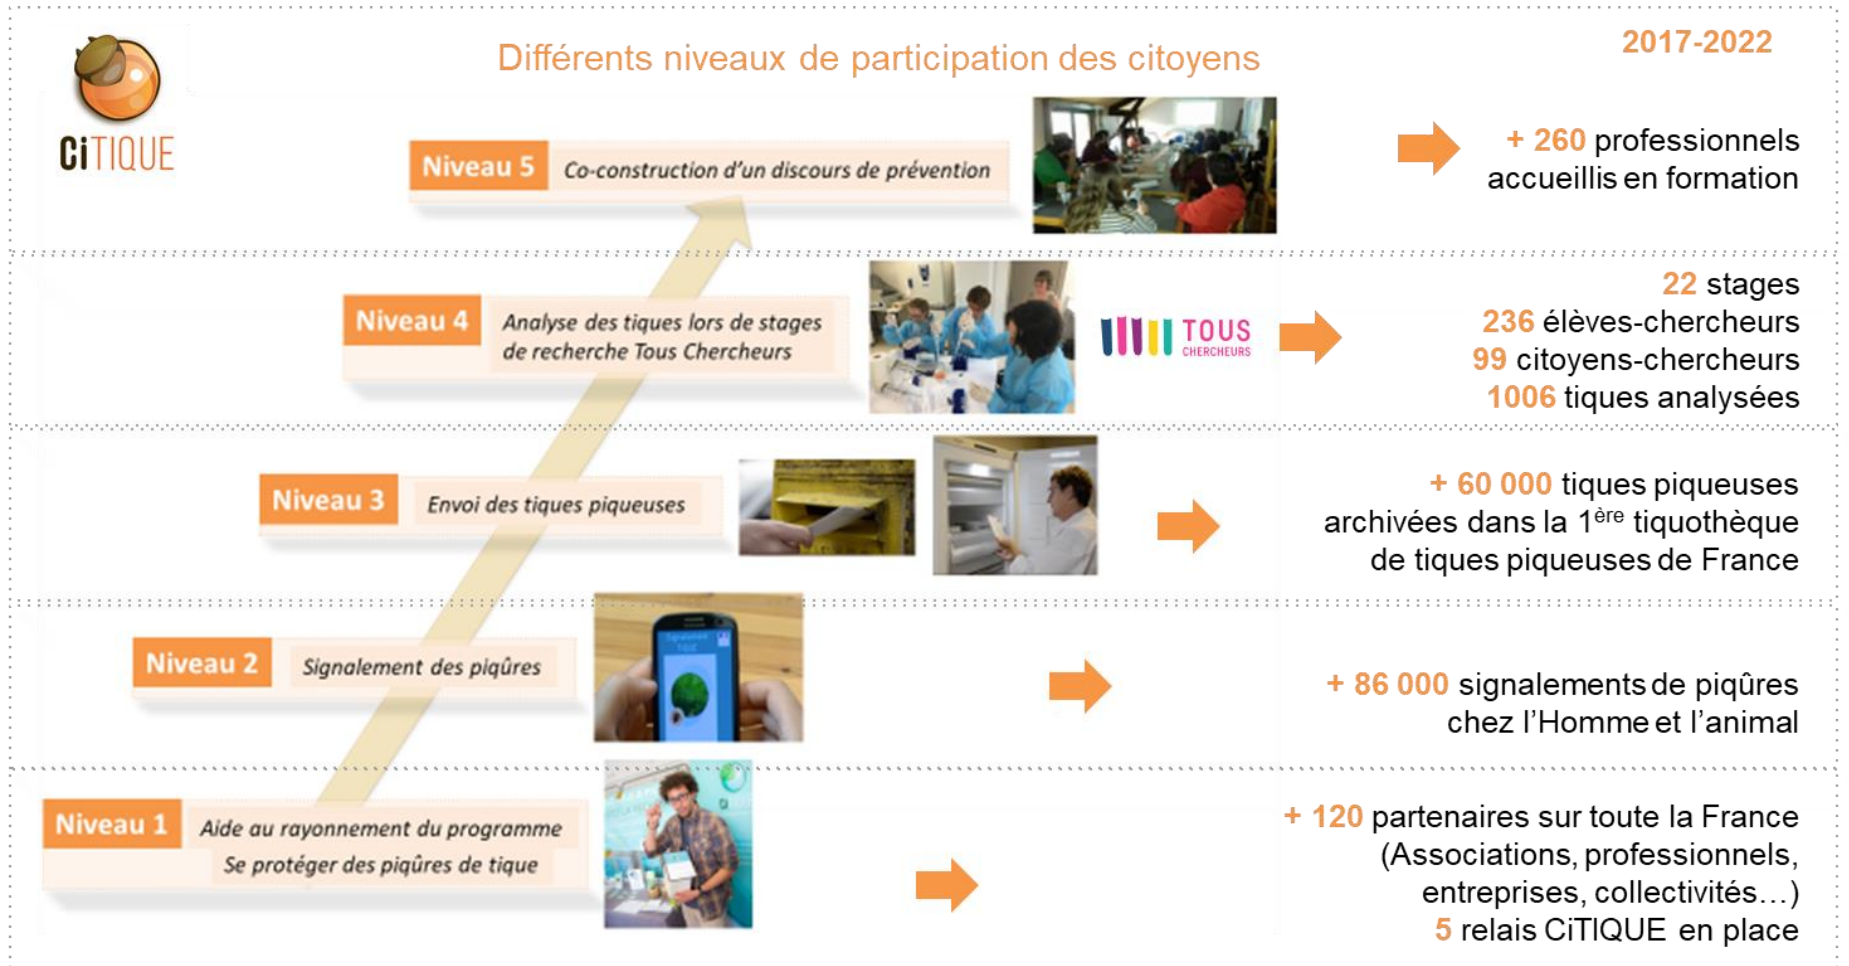 CiTIQUE
Différents niveaux de participation des citoyens
2017-2022
Niveau 5
Co-construction d'un discours de prévention
+ 260 professionnels
accueillis en formation
Niveau 4
Analyse des tiques lors de stages
de recherche Tous Chercheurs
TOUS
CHERCHEURS
22 stages
236 élèves-chercheurs
99 citoyens-chercheurs
1006 tiques analysées
Niveau 3
Envoi des tiques piqueuses
+ 60 000 tiques piqueuses
archivées dans la 1ère tiquothèque
de tiques piqueuses de France
Niveau 2
Signalement des piqûres
+ 86 000 signalements de piqûres
chez l'Homme et l'animal
Niveau 1
Aide au rayonnement du programme
Se protéger des piqûres de tique
+ 120 partenaires sur toute la France
(Associations, professionnels,
entreprises, collectivités…)
5 relais CiTIQUE en place